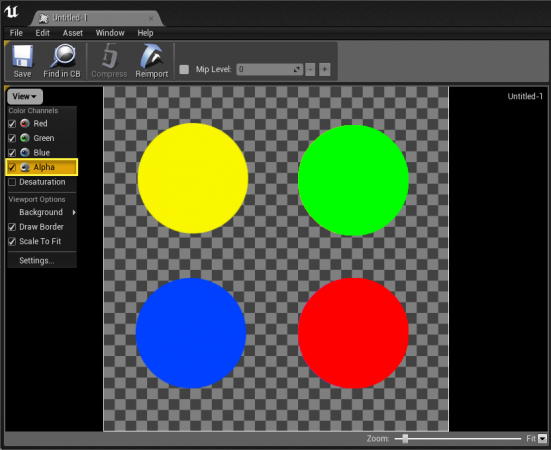 Untitled-1
File Edit Asset Window Help
Save Find in CB Compress Reimport Mip Level: 0 - +
View
Untitled-1
Color Channels
Red
Green
Blue
Alpha
Desaturation
Viewport Options
Background
Draw Border
Scale To Fit
Settings...
Zoom: Fit